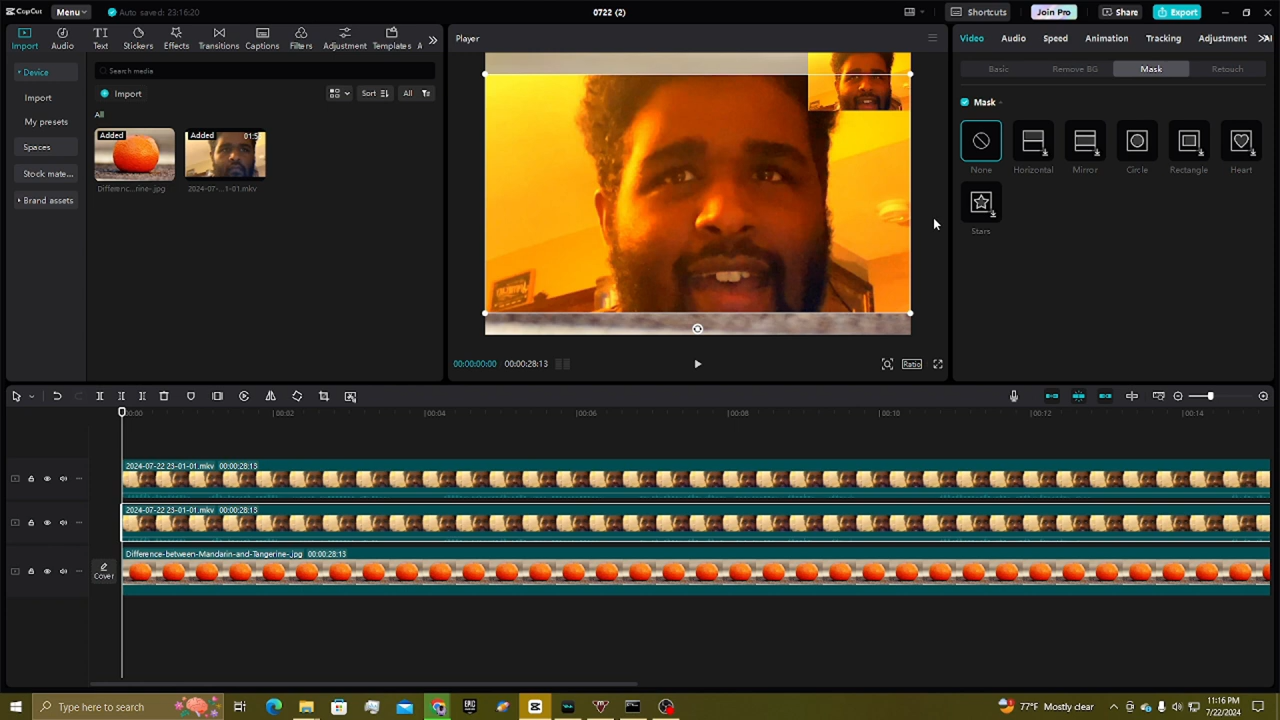 CapCut Menu Auto saved: 23:16:20 0722 (2) Shortcuts Join Pro Share Export
Import Audio Text Stickers Effects Transitions Captions Filters Adjustment Templates A
Player
Video Audio Speed Animation Tracking Adjustment AI
Device
Import
My presets
Spaces
Stock mate...
Brand assets
Search media
Import Sort All
All
Added
Differenc...rine-.jpg
Added
2024-07-...1-01.mkv
Basic Remove BG Mask Retouch
Mask
None Horizontal Mirror Circle Rectangle Heart
Stars
00:00:00:00 00:00:28:13
Ratio
00:00 00:02 00:04 00:06 00:08 00:10 00:12 00:14
2024-07-22 23-01-01.mkv 00:00:28:13
2024-07-22 23-01-01.mkv 00:00:28:13
Difference-between-Mandarin-and-Tangerine-.jpg 00:00:28:13
Cover
Type here to search
EPIC
77°F Mostly clear
11:16 PM
7/22/2024